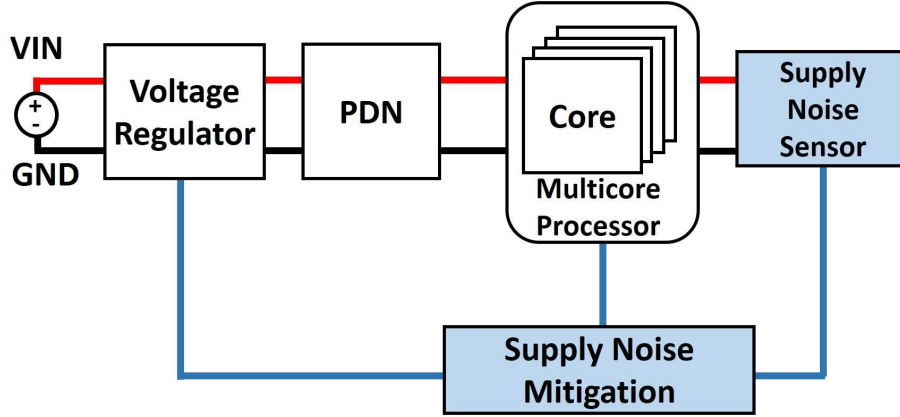 VIN
+
-
GND
Voltage
Regulator
PDN
Core
Multicore
Processor
Supply
Noise
Sensor
Supply Noise
Mitigation